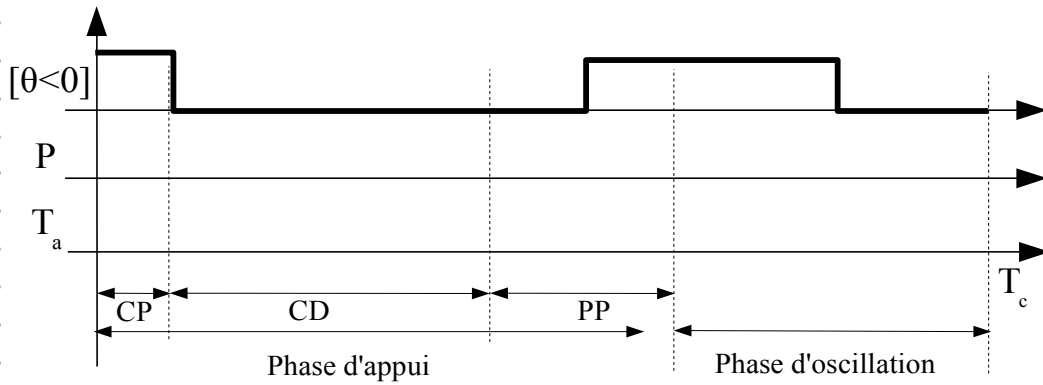 [θ<0]
P
Ta
Tc
CP CD PP
Phase d'appui Phase d'oscillation